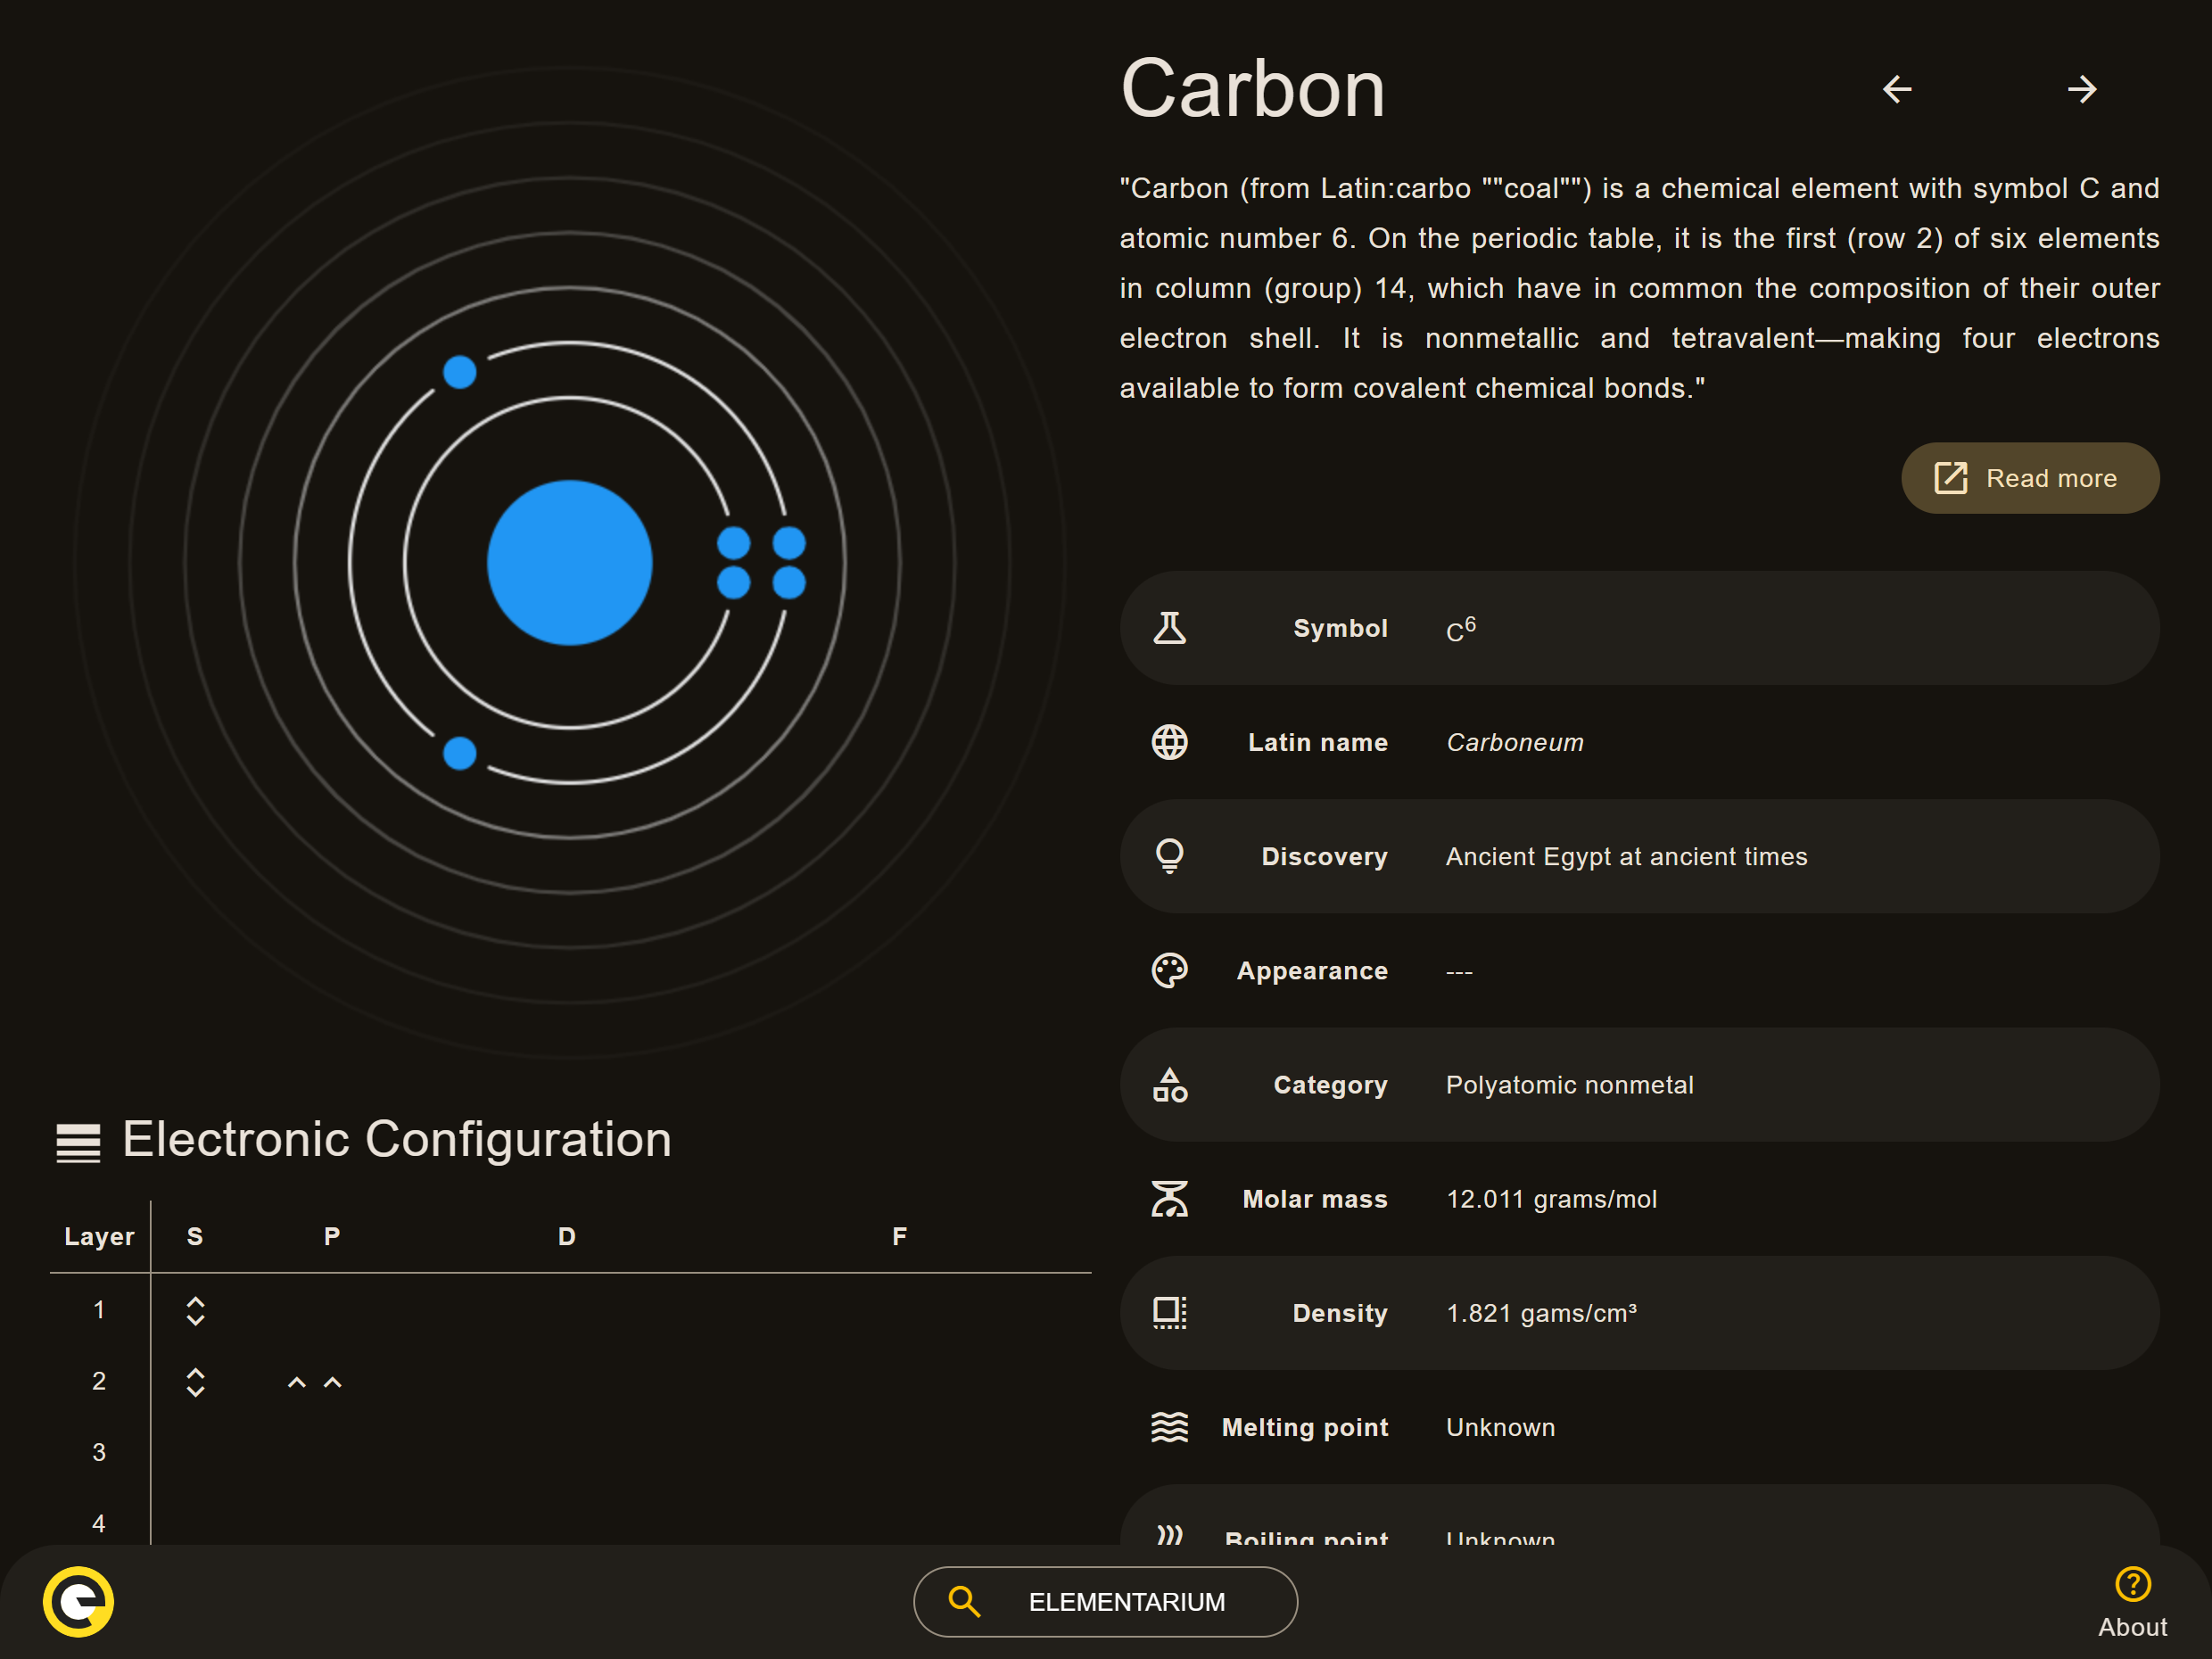 Carbon
"Carbon (from Latin:carbo ""coal"") is a chemical element with symbol C and
atomic number 6. On the periodic table, it is the first (row 2) of six elements
in column (group) 14, which have in common the composition of their outer
electron shell. It is nonmetallic and tetravalent—making four electrons
available to form covalent chemical bonds."
Read more
Symbol C⁶
Latin name Carboneum
Discovery Ancient Egypt at ancient times
Appearance ---
Category Polyatomic nonmetal
Molar mass 12.011 grams/mol
Density 1.821 gams/cm³
Melting point Unknown
Boiling point Unknown
Electronic Configuration
Layer S P D F
1
2
3
4
ELEMENTARIUM
About